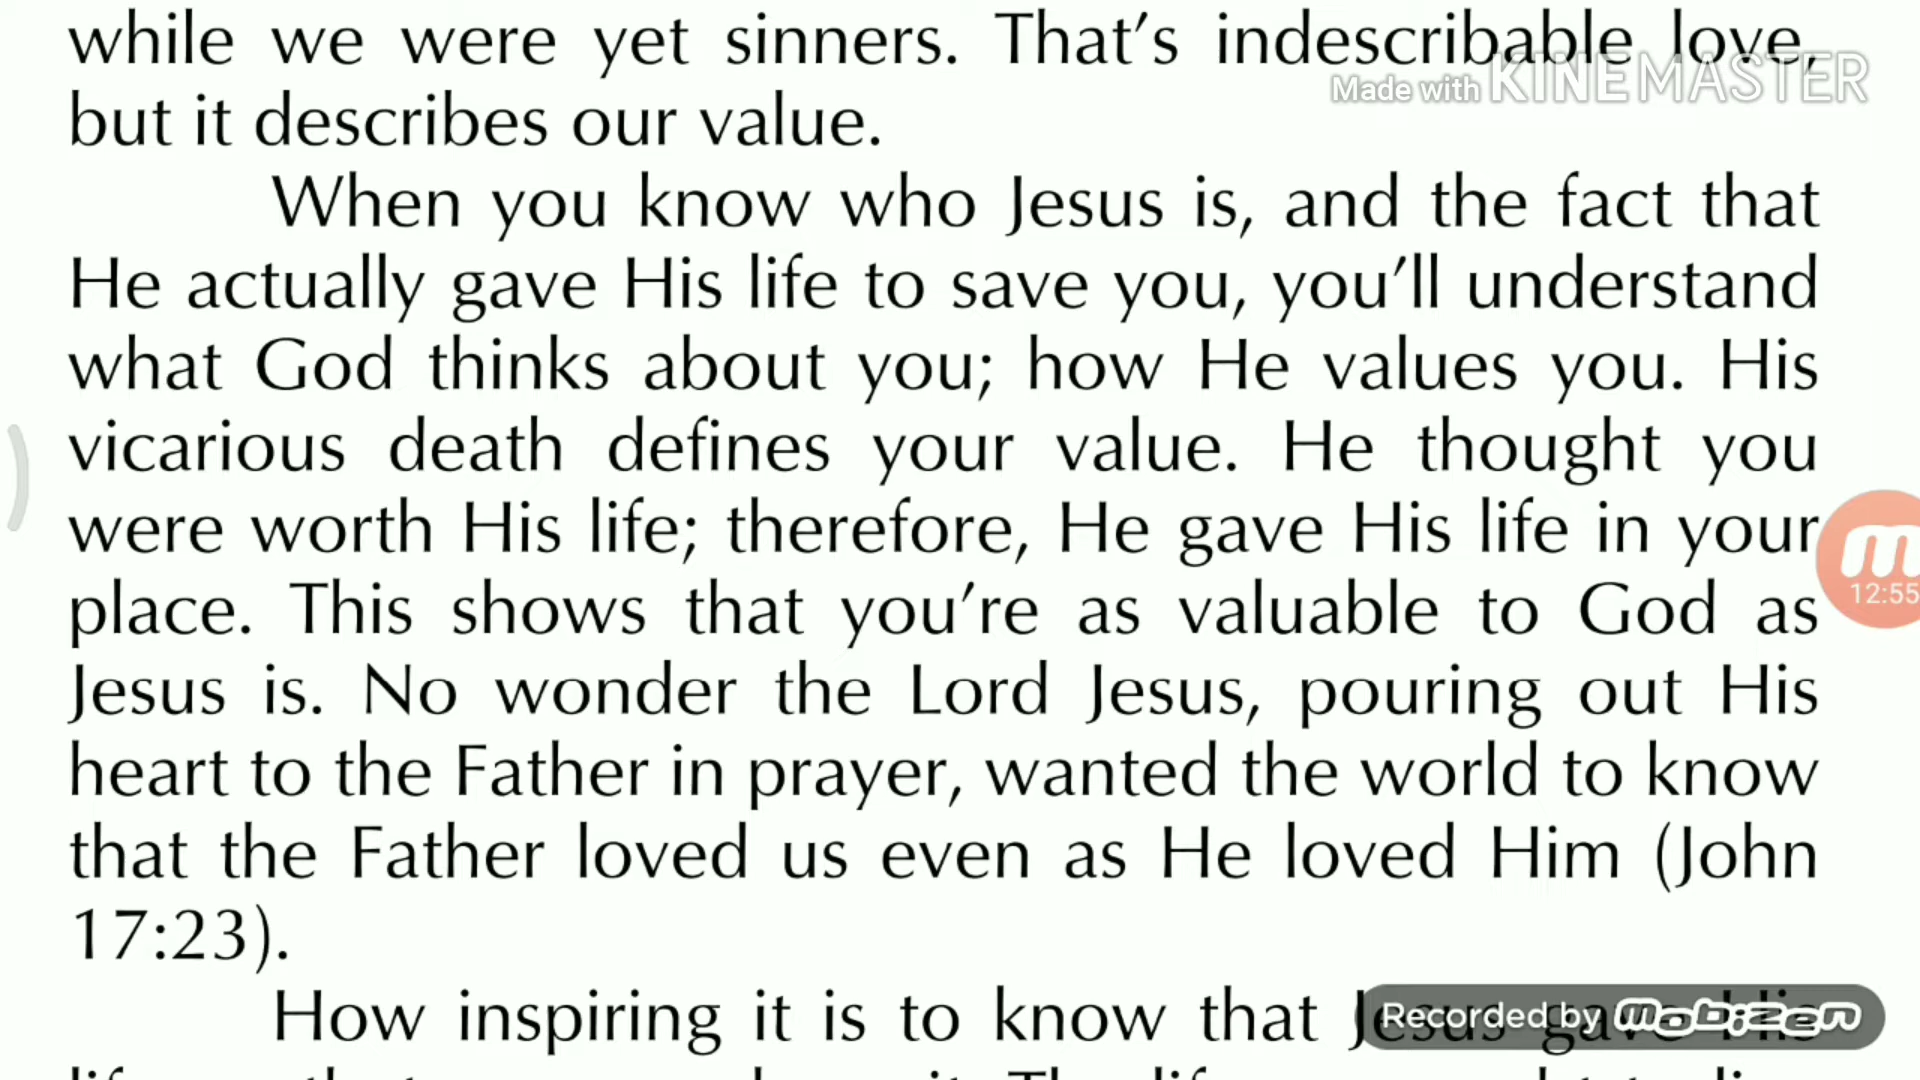 while we were yet sinners. That's indescribable love,
Made with KINEMASTER
but it describes our value.
When you know who Jesus is, and the fact that
He actually gave His life to save you, you'll understand
what God thinks about you; how He values you. His
vicarious death defines your value. He thought you
were worth His life; therefore, He gave His life in your
12:55
place. This shows that you're as valuable to God as
Jesus is. No wonder the Lord Jesus, pouring out His
heart to the Father in prayer, wanted the world to know
that the Father loved us even as He loved Him (John
17:23).
How inspiring it is to know that Jesus gave His
Recorded by Mobizen